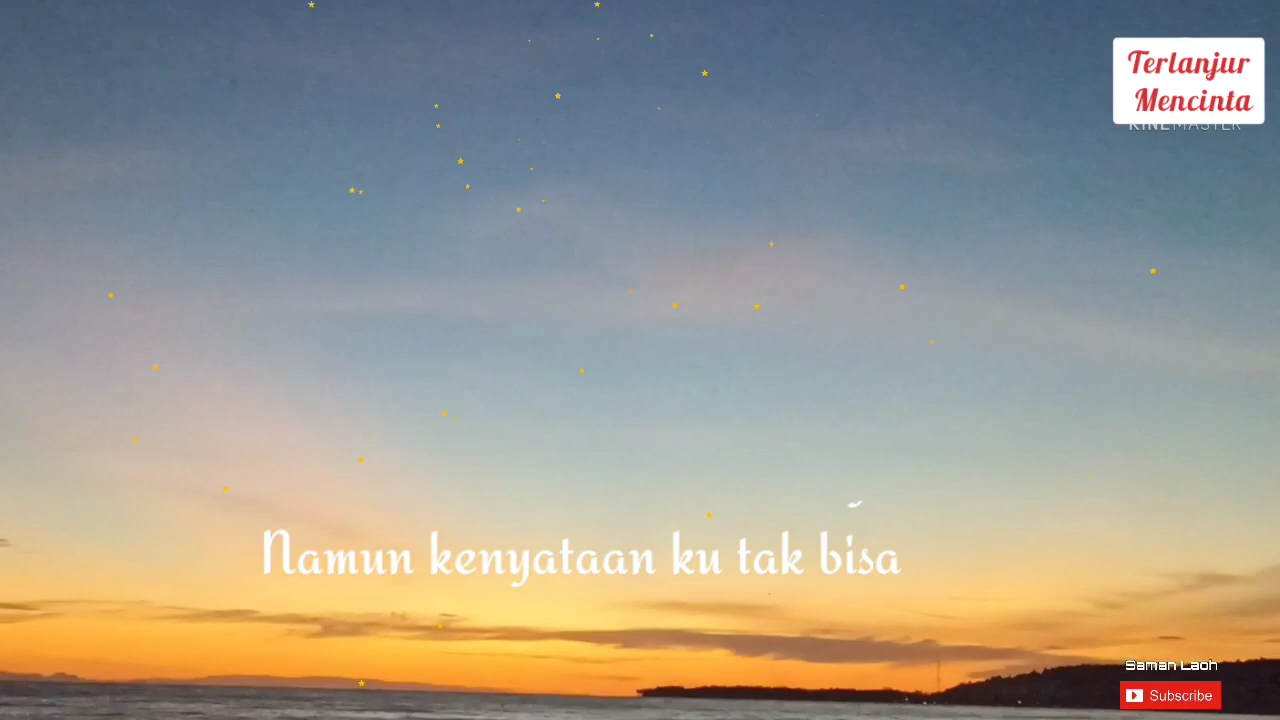 Terlanjur
Mencinta
KINEMASTER
Namun kenyataan ku tak bisa
Saman Laoh
Subscribe